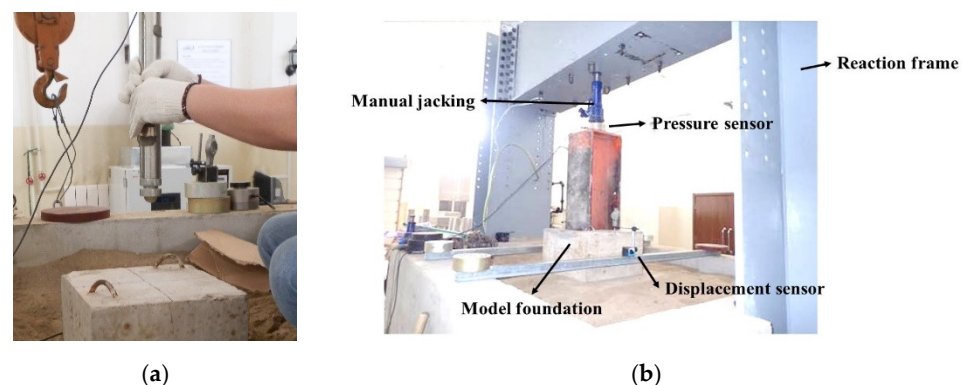 Manual jacking
Reaction frame
Pressure sensor
Displacement sensor
Model foundation
(a)
(b)